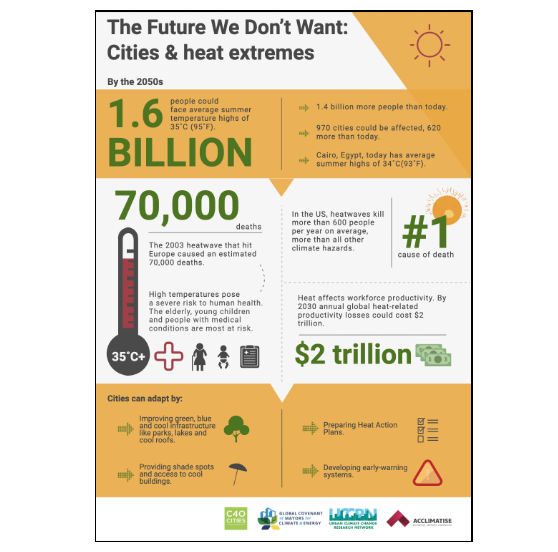 The Future We Don't Want:
Cities & heat extremes
By the 2050s
1.6
BILLION
people could
face average summer
temperature highs of
35˚C (95˚F).
1.4 billion more people than today.
970 cities could be affected, 620
more than today.
Cairo, Egypt, today has average
summer highs of 34˚C(93˚F).
70,000
deaths
The 2003 heatwave that hit
Europe caused an estimated
70,000 deaths.
High temperatures pose
a severe risk to human health.
The elderly, young children
and people with medical
conditions are most at risk.
35˚C+
In the US, heatwaves kill
more than 600 people
per year on average,
more than all other
climate hazards.
#1
cause of death
Heat affects workforce productivity. By
2030 annual global heat-related
productivity losses could cost $2
trillion.
$2 trillion
Cities can adapt by:
Improving green, blue
and cool infrastructure
like parks, lakes and
cool roofs.
Providing shade spots
and access to cool
buildings.
Preparing Heat Action
Plans.
Developing early-warning
systems.
C40
CITIES
GLOBAL COVENANT
of MAYORS for
CLIMATE & ENERGY
UCCRN
URBAN CLIMATE CHANGE
RESEARCH NETWORK
ACCLIMATISE